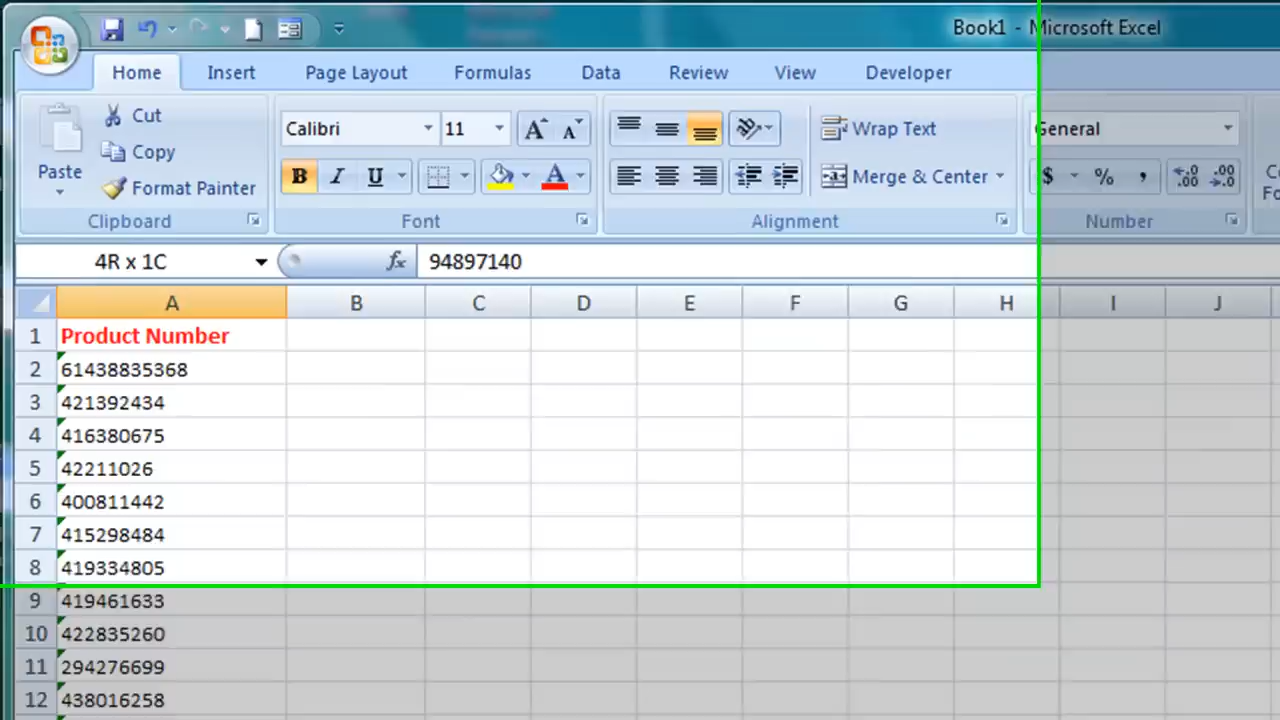 Book1 - Microsoft Excel
Home Insert Page Layout Formulas Data Review View Developer
Cut
Copy
Format Painter
Paste
Clipboard
Calibri 11
B I U A
Font
Wrap Text
Merge & Center
Alignment
General
$ % , .00 .00
Number
4R x 1C fx 94897140
A B C D E F G H I J
1 Product Number
2 61438835368
3 421392434
4 416380675
5 42211026
6 400811442
7 415298484
8 419334805
9 419461633
10 422835260
11 294276699
12 438016258